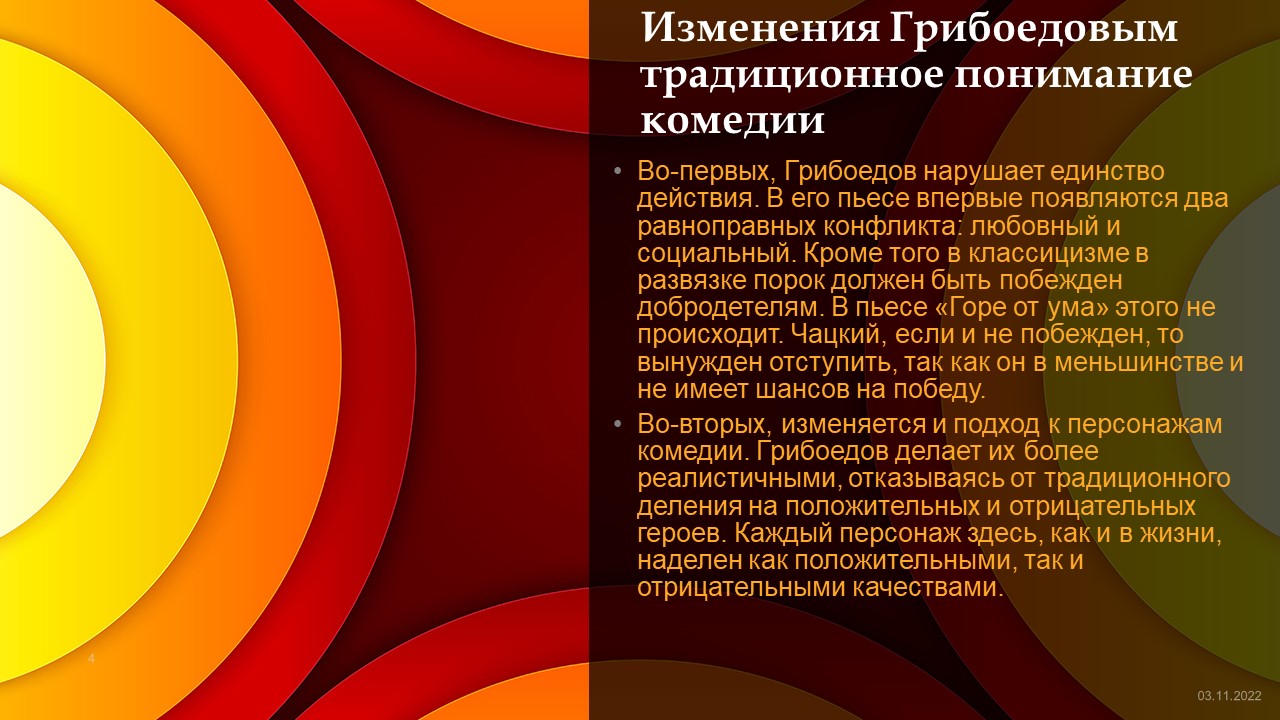 Изменения Грибоедовым
традиционное понимание
комедии
• Во-первых, Грибоедов нарушает единство
действия. В его пьесе впервые появляются два
равноправных конфликта: любовный и
социальный. Кроме того в классицизме в
развязке порок должен быть побежден
добродетелям. В пьесе «Горе от ума» этого не
происходит. Чацкий, если и не побежден, то
вынужден отступить, так как он в меньшинстве и
не имеет шансов на победу.
• Во-вторых, изменяется и подход к персонажам
комедии. Грибоедов делает их более
реалистичными, отказываясь от традиционного
деления на положительных и отрицательных
героев. Каждый персонаж здесь, как и в жизни,
наделен как положительными, так и
отрицательными качествами.
4
03.11.2022